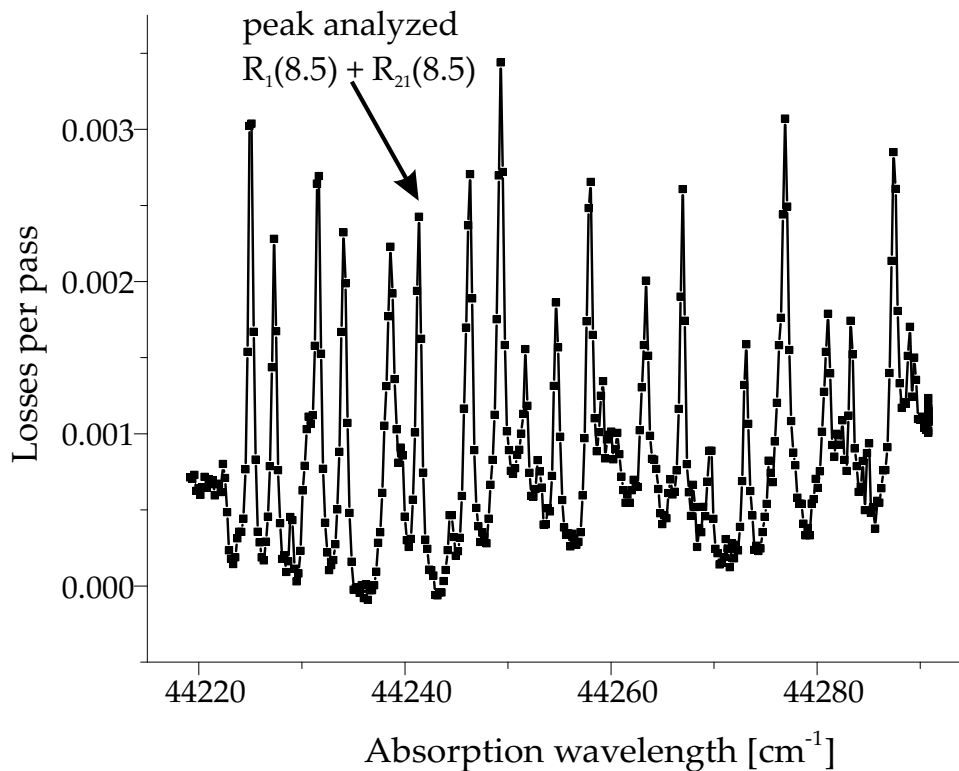 peak analyzed
R₁(8.5) + R₂₁(8.5)
0.003
0.002
0.001
0.000
Losses per pass
44220 44240 44260 44280
Absorption wavelength [cm⁻¹]